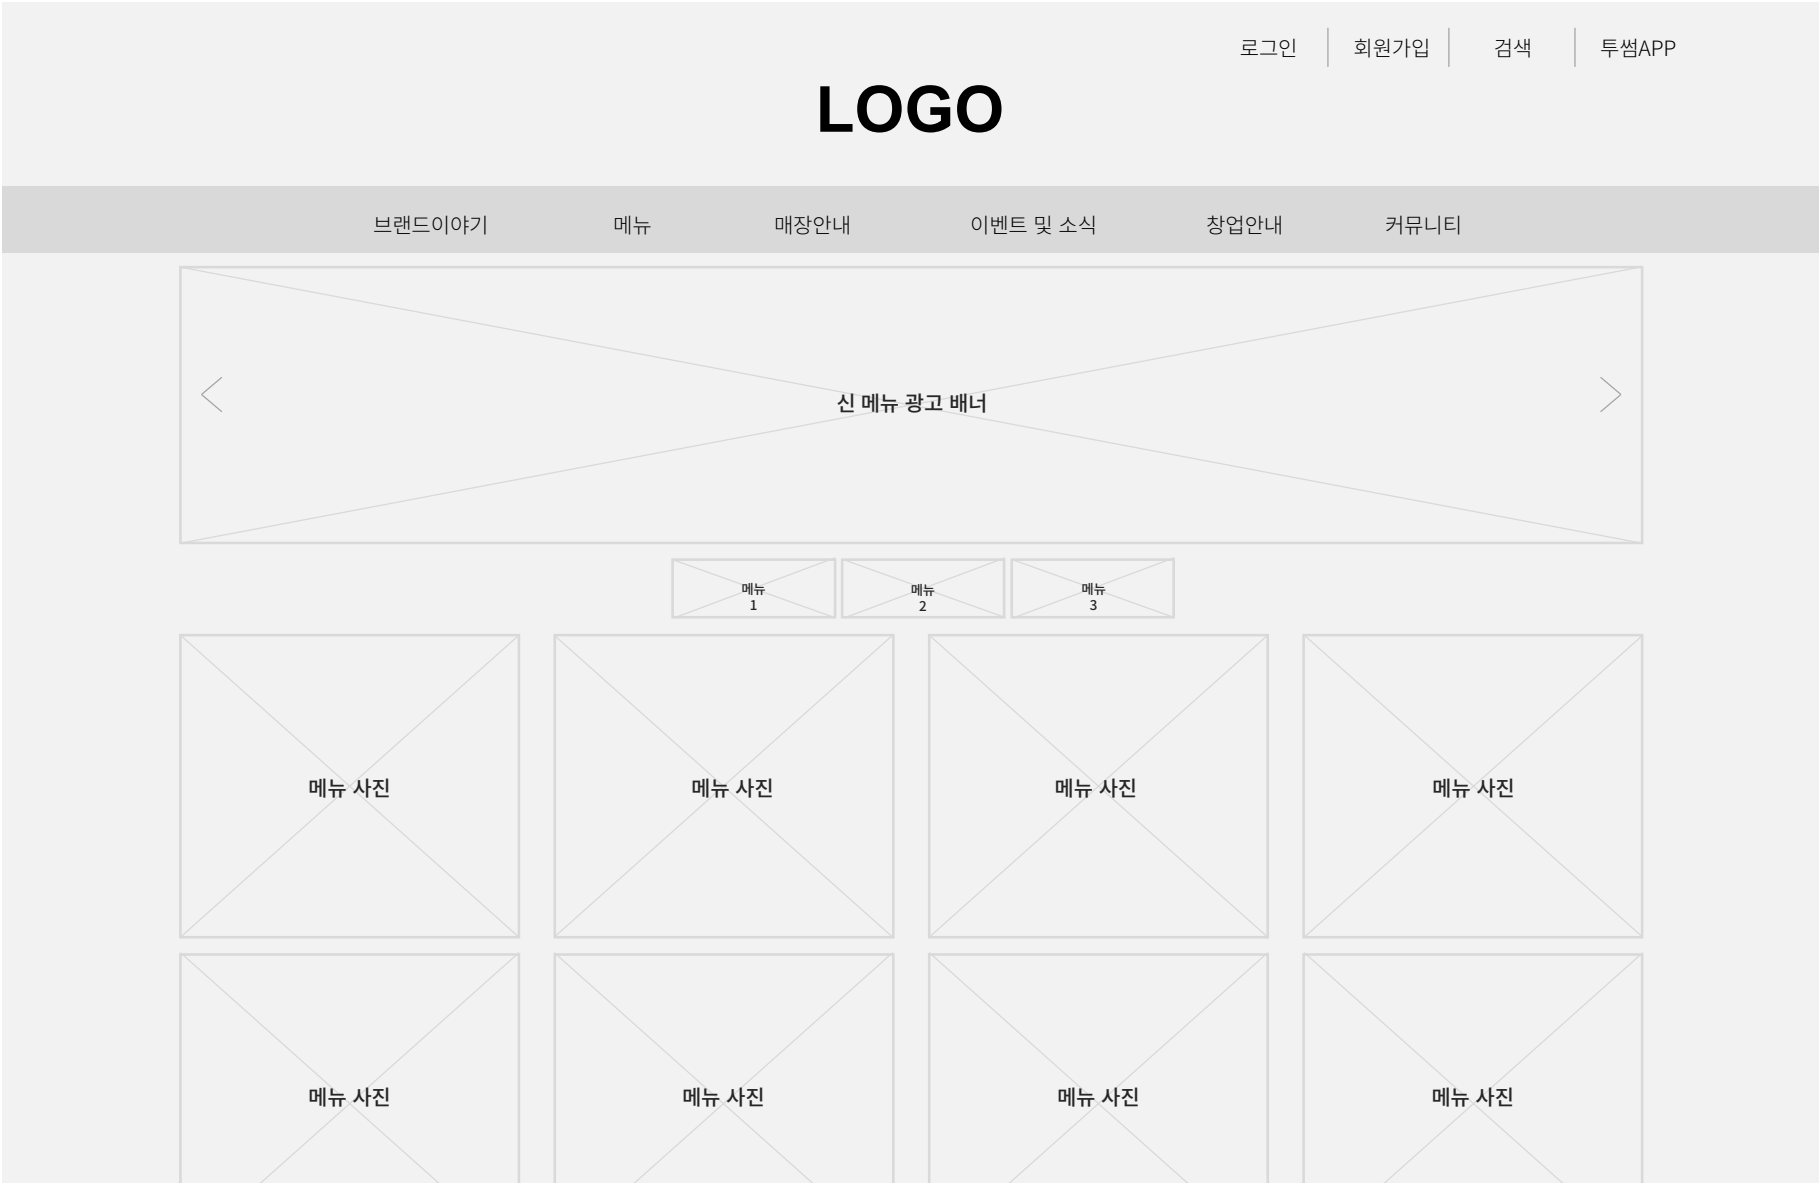 로그인 회원가입 검색 투썸APP
LOGO
브랜드이야기 메뉴 매장안내 이벤트 및 소식 창업안내 커뮤니티
신 메뉴 광고 배너
메뉴
1
메뉴
2
메뉴
3
메뉴 사진
메뉴 사진
메뉴 사진
메뉴 사진
메뉴 사진
메뉴 사진
메뉴 사진
메뉴 사진